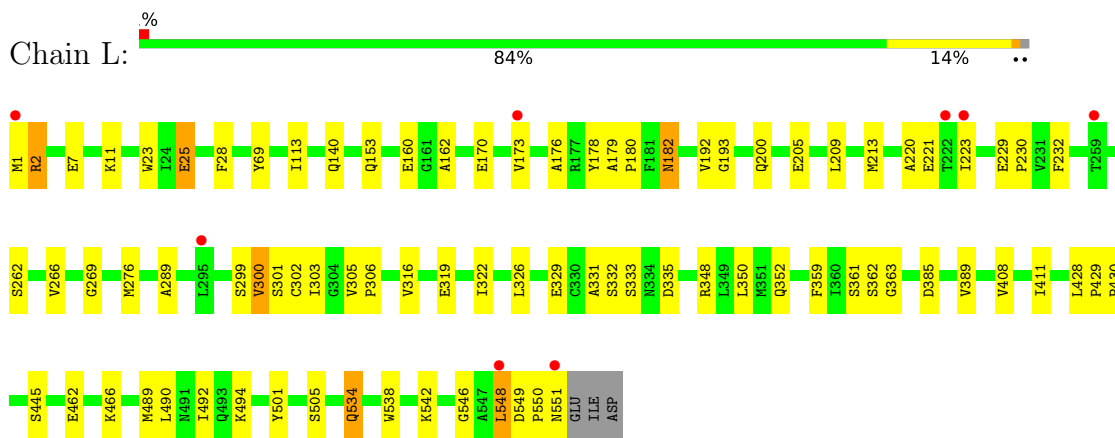 .%
Chain L:
84%
14%
••
M1 R2 E7 K11 W23 I24 E25 F28 Y69 I113 Q140 Q153 E160 G161 A162 E170 V173 A176 R177 Y178 A179 P180 F181 N182 V192 G193 Q200 E205 L209 M213 A220 E221 T222 I223 E229 P230 V231 F232 T259
S262 V266 G269 M276 A289 L295 S299 V300 S301 C302 I303 G304 V305 P306 V316 E319 I322 L326 E329 C330 A331 S332 S333 N334 D335 R348 L349 L350 M351 Q352 F359 I360 S361 S362 G363 D385 V389 V408 I411 L428 P429
S445 E462 K466 M489 L490 N491 I492 Q493 K494 Y501 S505 Q534 W538 K542 G546 A547 L548 D549 P550 N551 GLU ILE ASP